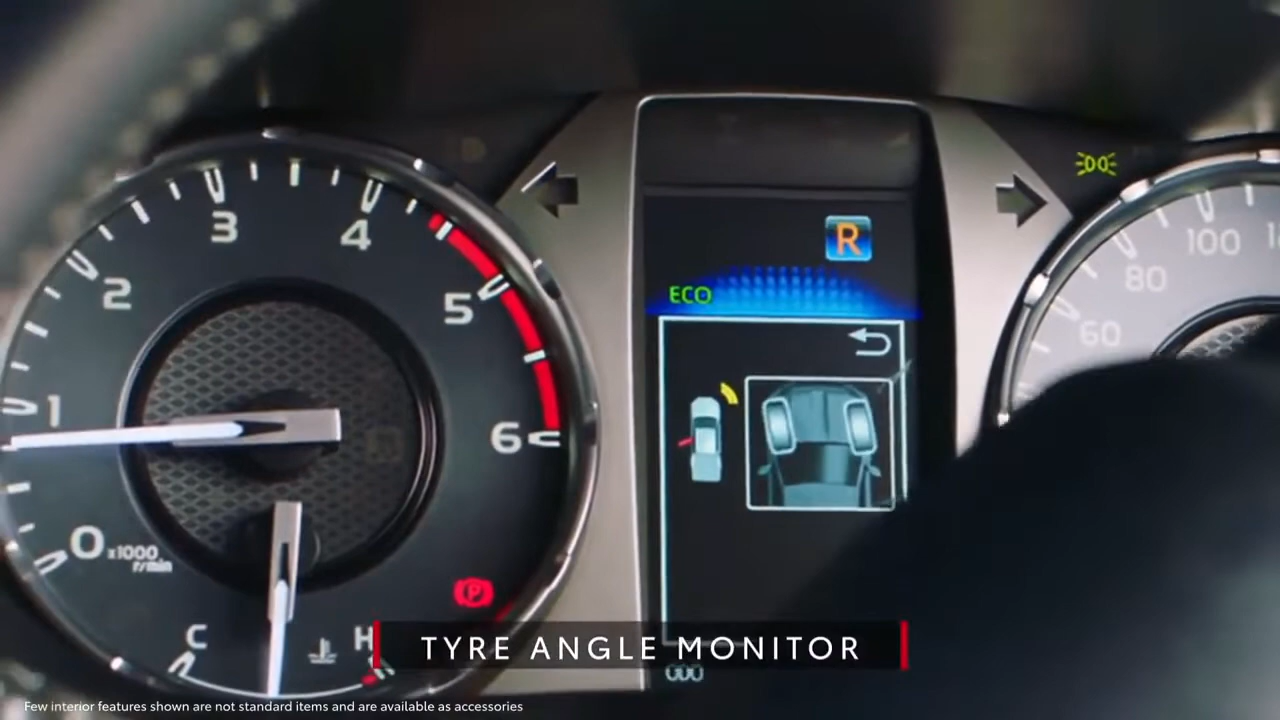 R
ECO
3
4
2
5
1
6
0
x1000
r/min
C
H
P
100
80
60
TYRE ANGLE MONITOR
Few interior features shown are not standard items and are available as accessories